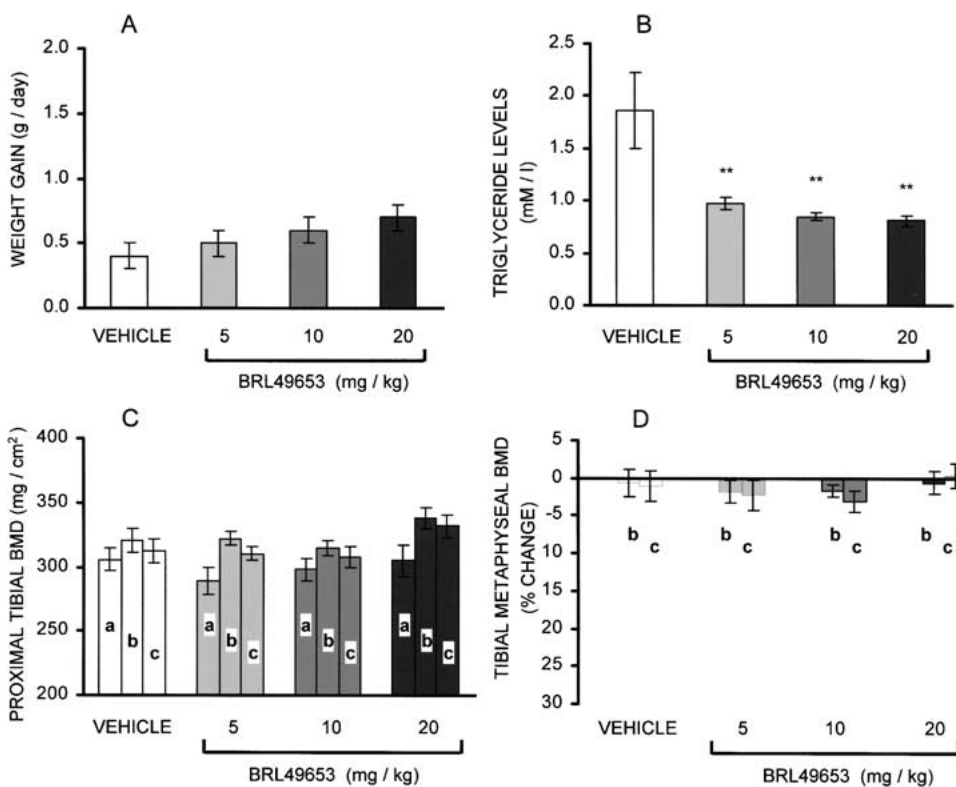 A
WEIGHT GAIN (g / day)
2.0
1.5
1.0
0.5
0.0
VEHICLE 5 10 20
BRL49653 (mg / kg)
B
TRIGLYCERIDE LEVELS
(mM / l)
2.5
2.0
1.5
1.0
0.5
0.0
** ** **
VEHICLE 5 10 20
BRL49653 (mg / kg)
C
PROXIMAL TIBIAL BMD (mg / cm²)
400
350
300
250
200
a b c a b c a b c a b c
VEHICLE 5 10 20
BRL49653 (mg / kg)
D
TIBIAL METAPHYSEAL BMD
(% CHANGE)
5
0
-5
10
15
20
25
30
b c b c b c b c
VEHICLE 5 10 20
BRL49653 (mg / kg)